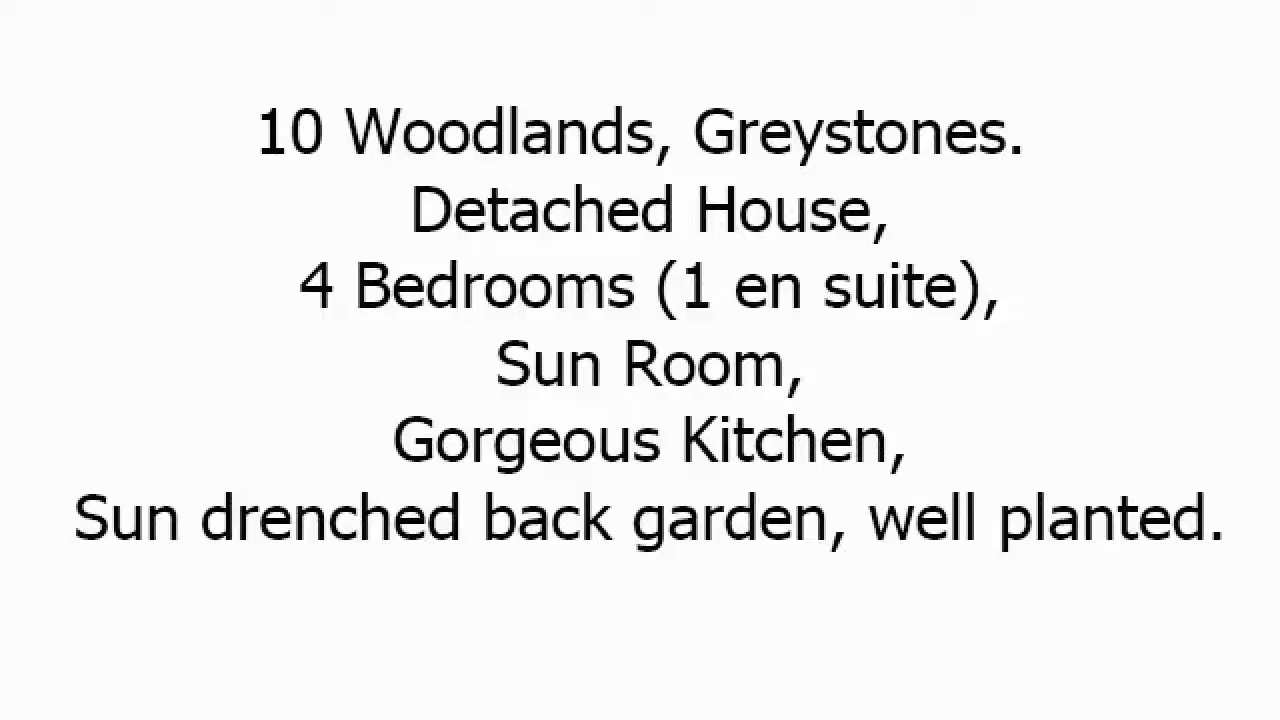 10 Woodlands, Greystones.
Detached House,
4 Bedrooms (1 en suite),
Sun Room,
Gorgeous Kitchen,
Sun drenched back garden, well planted.